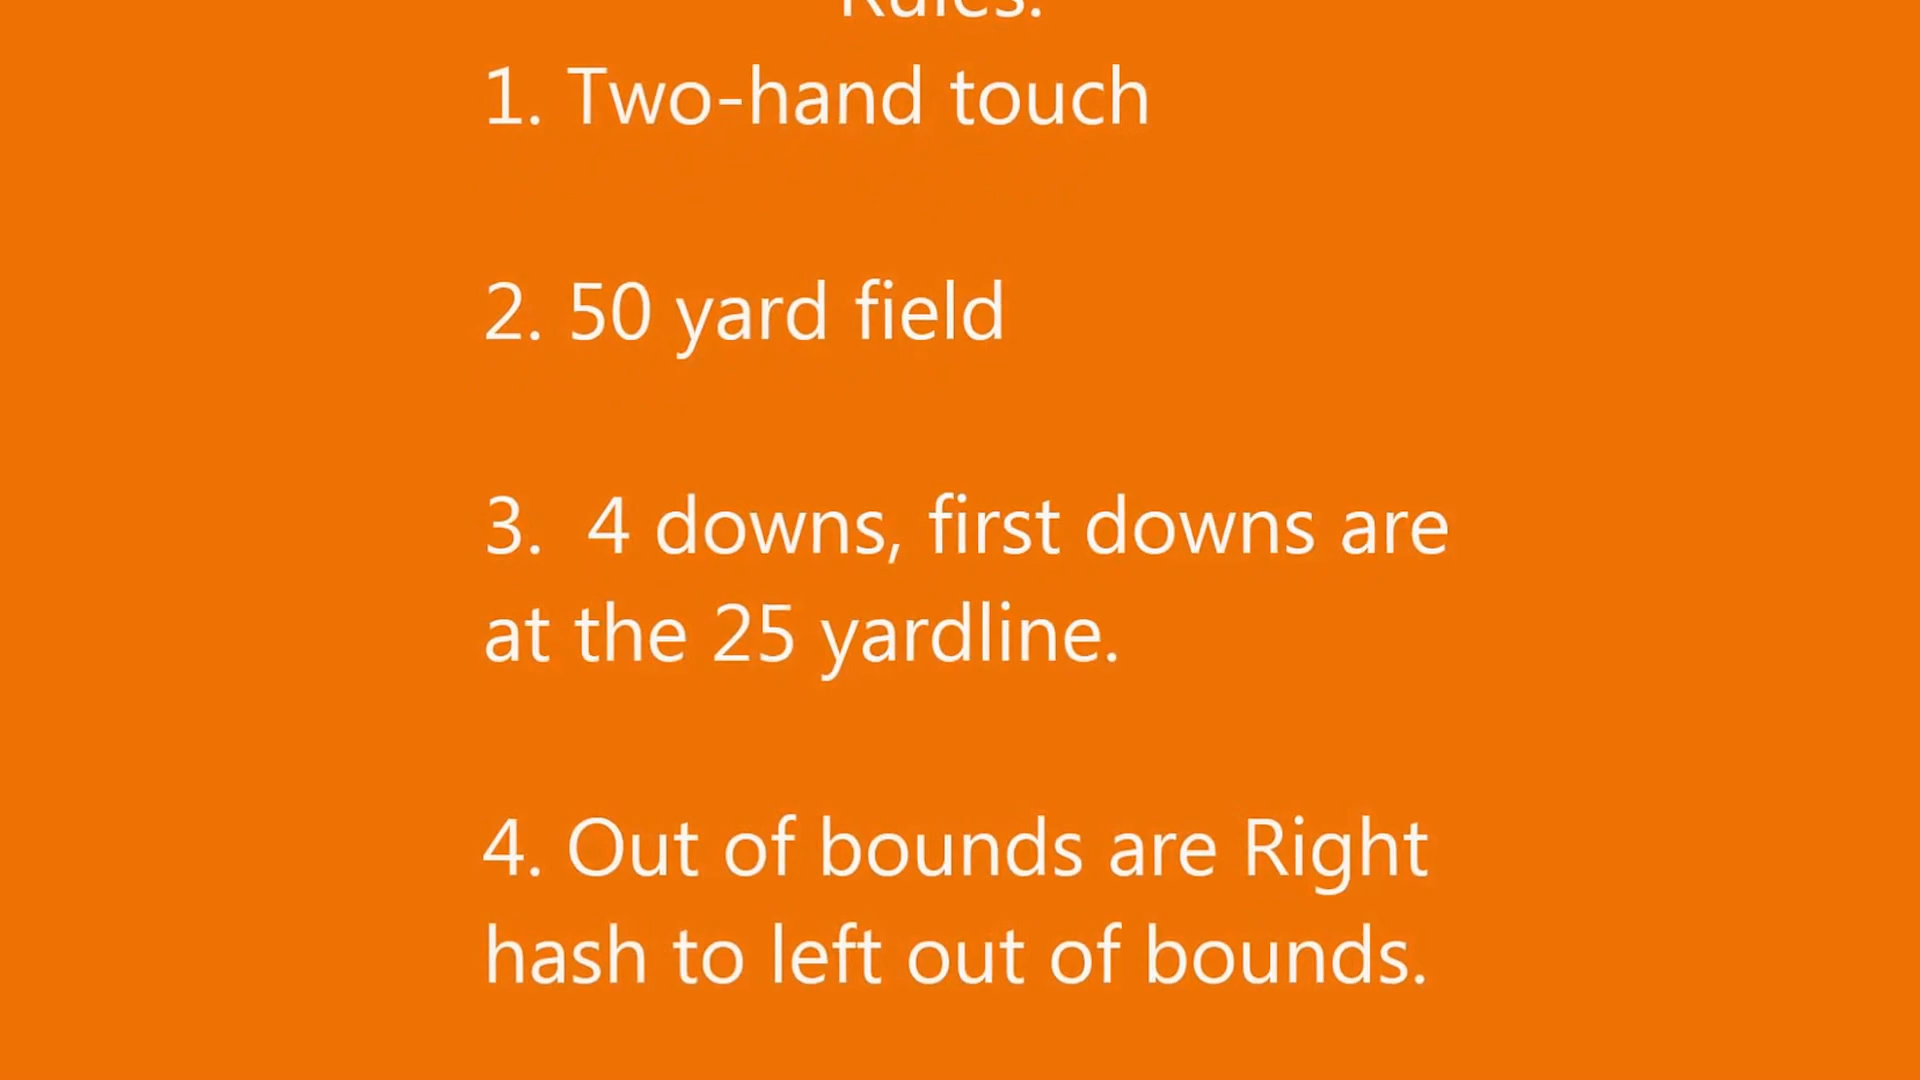 Rules:
1. Two-hand touch
2. 50 yard field
3.  4 downs, first downs are
at the 25 yardline.
4. Out of bounds are Right
hash to left out of bounds.